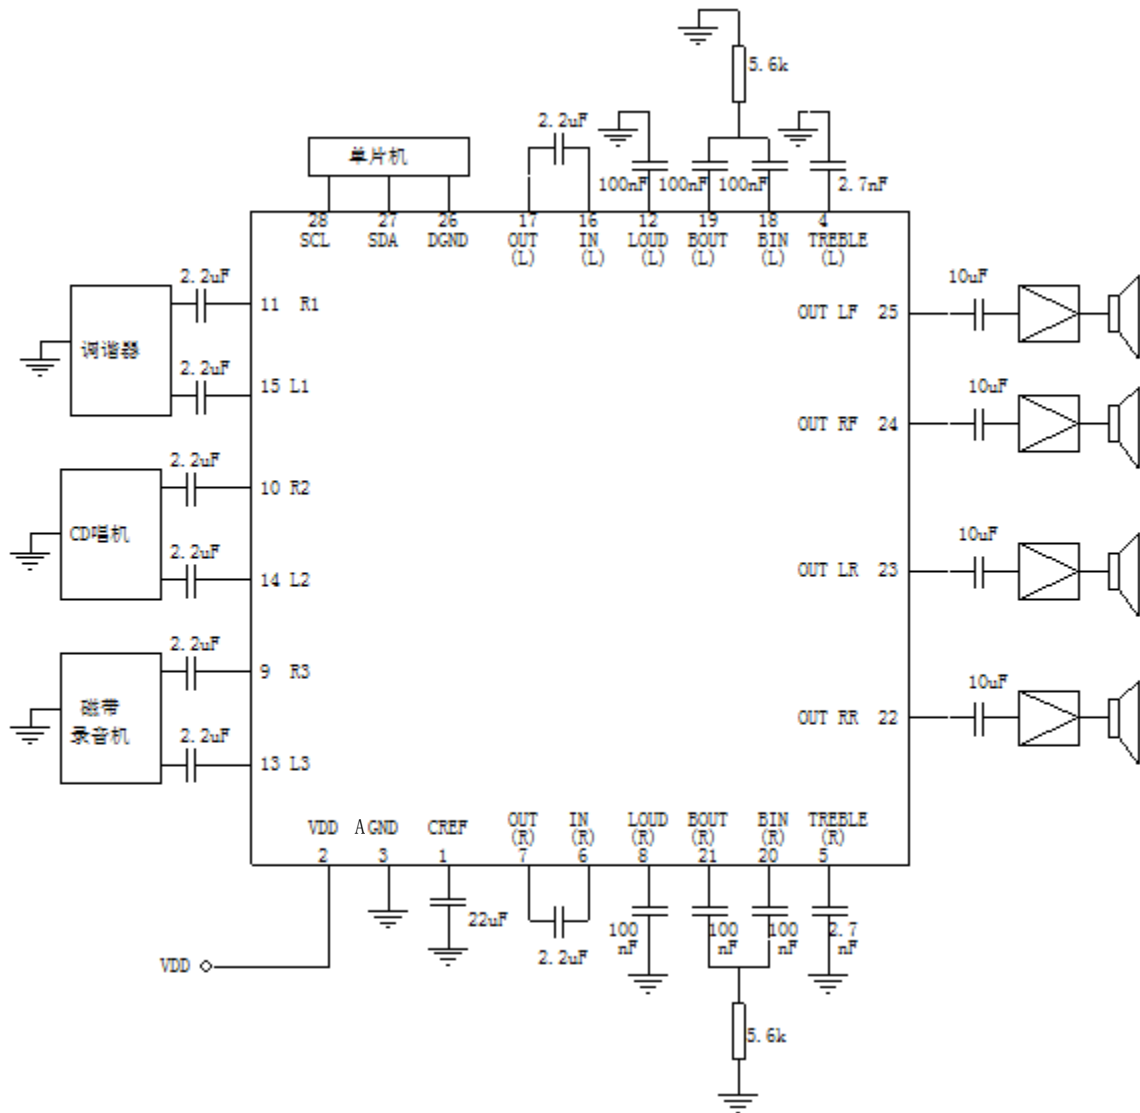 5.6k
2.2uF
单片机
100nF 100nF 100nF 2.7nF
28 27 26 17 16 12 19 18 4
SCL SDA DGND OUT IN LOUD BOUT BIN TREBLE
(L) (L) (L) (L) (L) (L)
2.2uF
11 R1
10uF
OUT LF 25
调谐器
2.2uF
15 L1
10uF
OUT RF 24
2.2uF
10 R2
CD唱机
10uF
2.2uF
14 L2
OUT LR 23
2.2uF
9 R3
10uF
磁带
录音机
OUT RR 22
2.2uF
13 L3
VDD AGND CREF OUT IN LOUD BOUT BIN TREBLE
(R) (R) (R) (R) (R) (R)
2 3 1 7 6 8 21 20 5
22uF
100 100 100 2.7
nF nF nF nF
2.2uF
VDD
5.6k